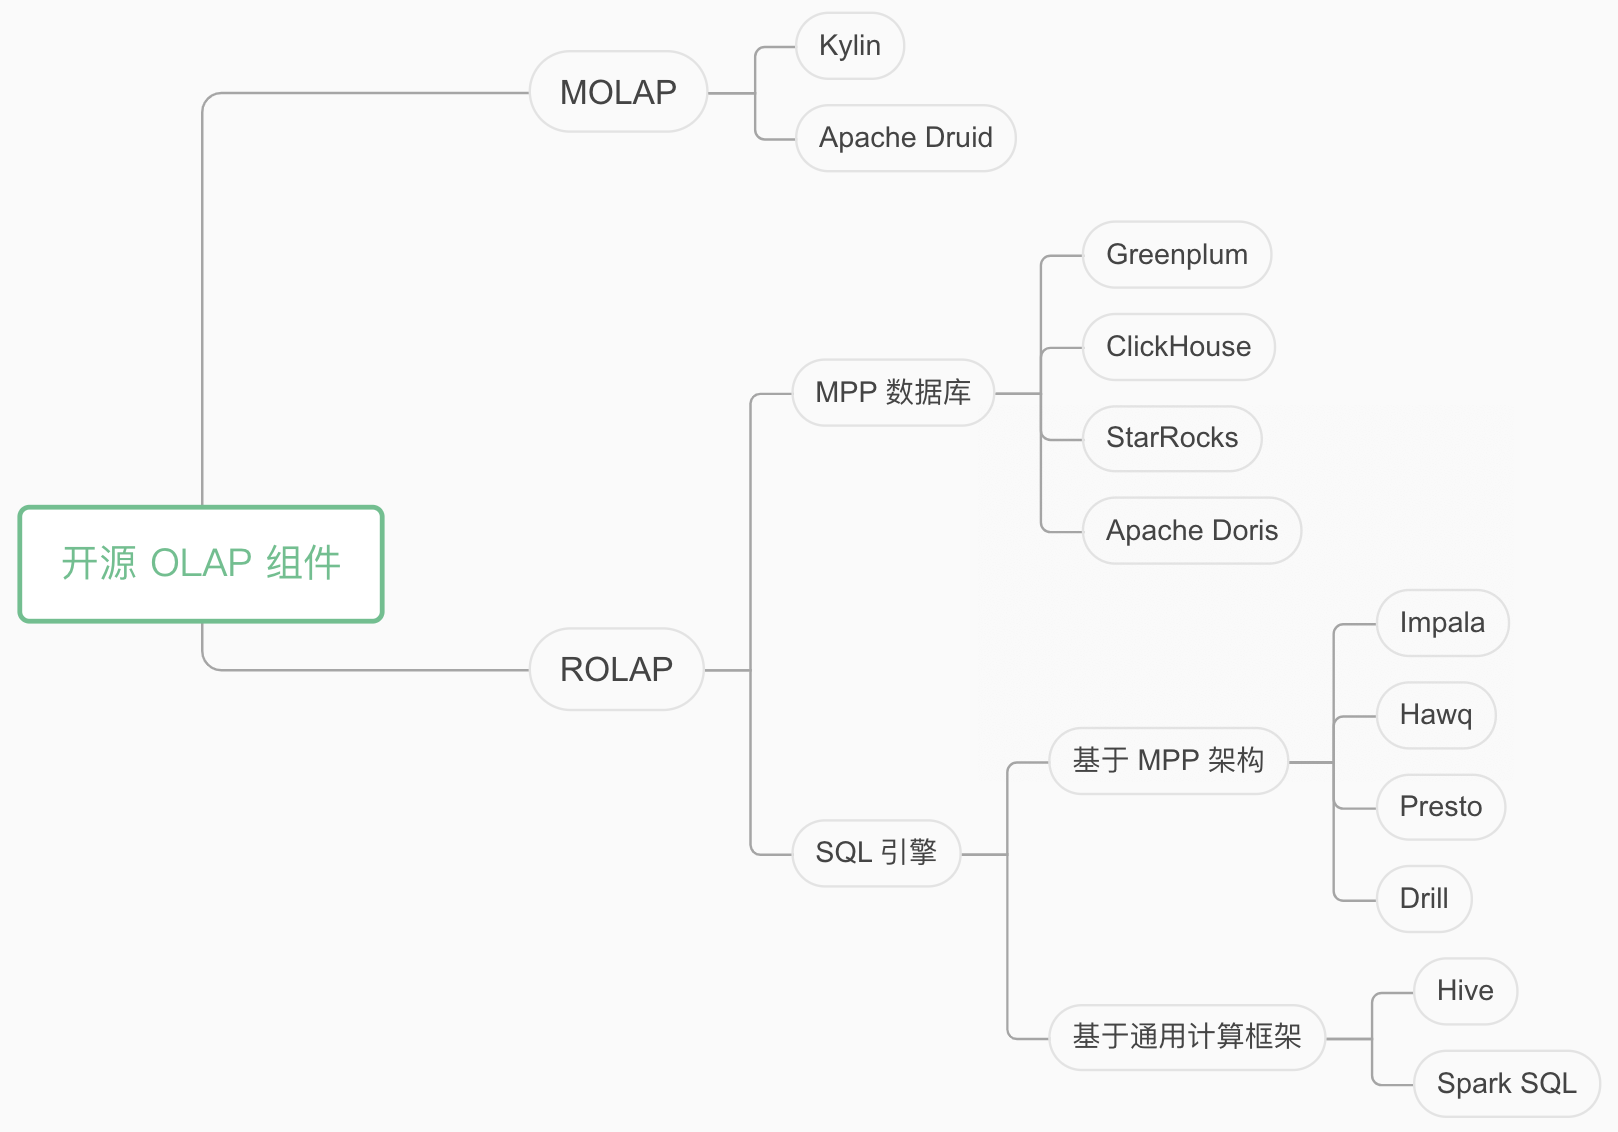 开源 OLAP 组件
MOLAP
Kylin
Apache Druid
ROLAP
MPP 数据库
Greenplum
ClickHouse
StarRocks
Apache Doris
SQL 引擎
基于 MPP 架构
Impala
Hawq
Presto
Drill
基于通用计算框架
Hive
Spark SQL